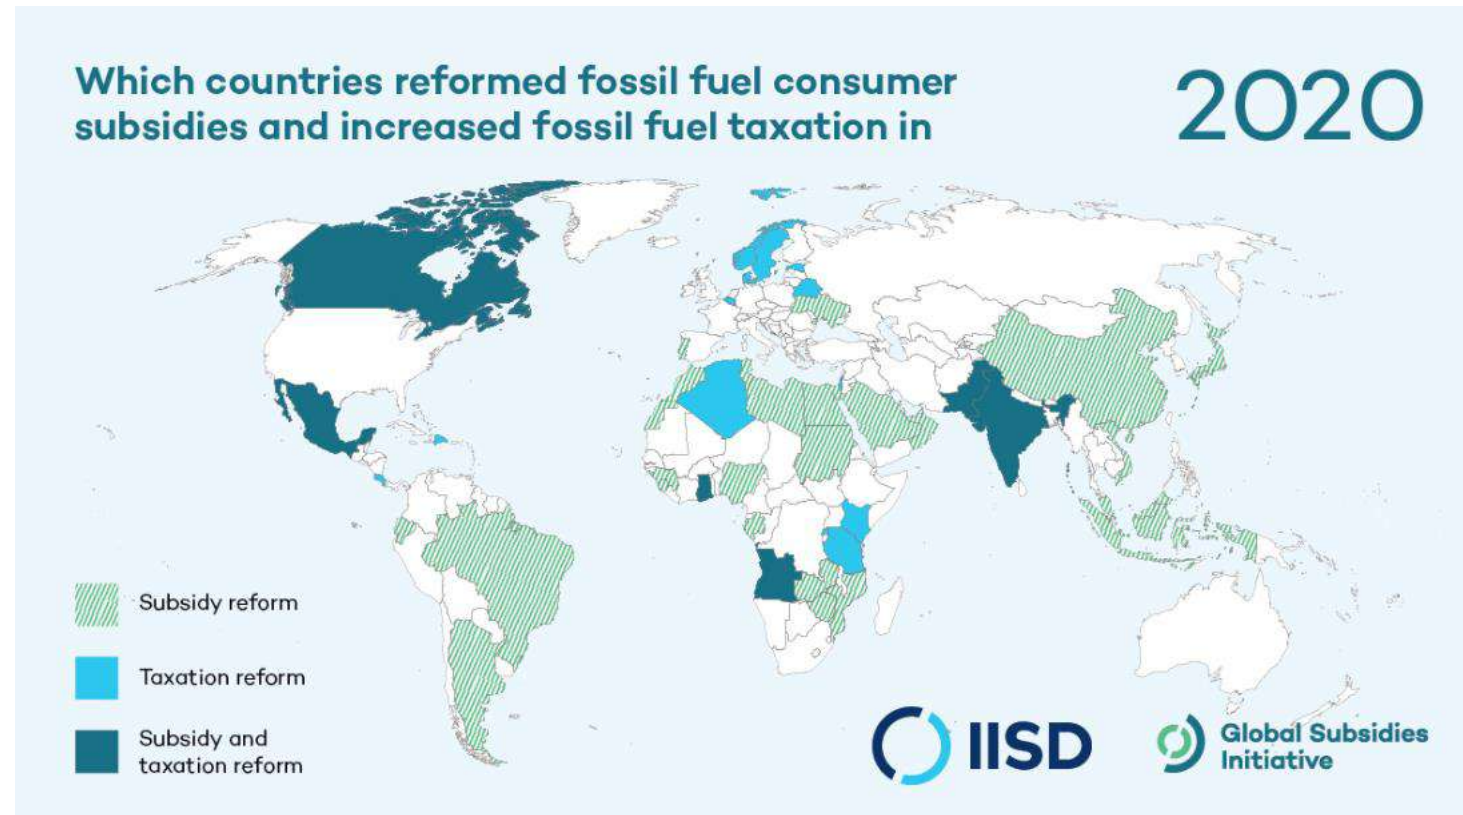 Which countries reformed fossil fuel consumer
subsidies and increased fossil fuel taxation in
2020
Subsidy reform
Taxation reform
Subsidy and
taxation reform
IISD
Global Subsidies
Initiative